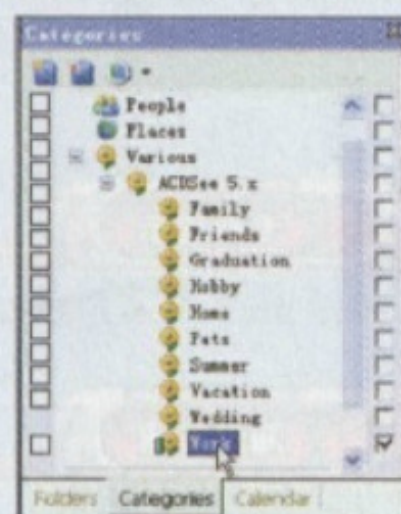 Categories
People
Places
Various
ACDSee 5.x
Family
Friends
Graduation
Hobby
Home
Pets
Summer
Vacation
Wedding
Work
Folders Categories Calendar